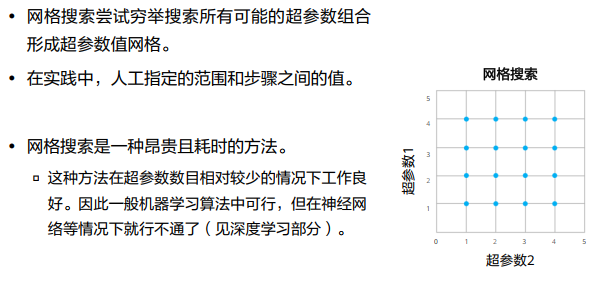 • 网格搜索尝试穷举搜索所有可能的超参数组合
形成超参数值网格。
• 在实践中，人工指定的范围和步骤之间的值。
• 网格搜索是一种昂贵且耗时的方法。
▫ 这种方法在超参数数目相对较少的情况下工作良
好。因此一般机器学习算法中可行，但在神经网
络等情况下就行不通了（见深度学习部分）。
网格搜索
超参数1
5
4
3
2
1
0 1 2 3 4 5
超参数2